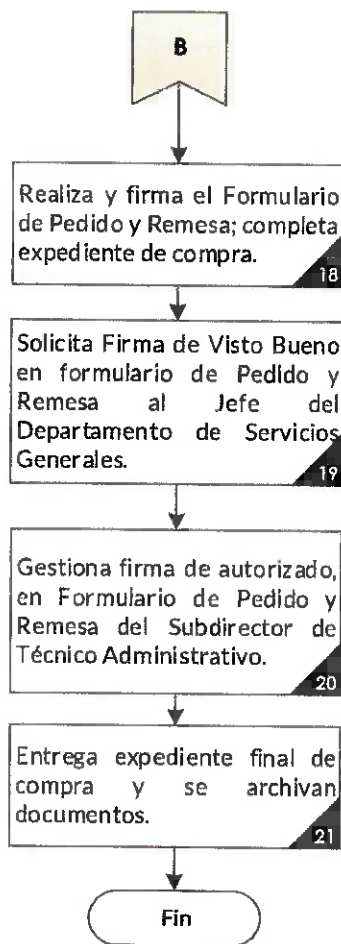 B
Realiza y firma el Formulario
de Pedido y Remesa; completa
expediente de compra.
18
Solicita Firma de Visto Bueno
en formulario de Pedido y
Remesa al Jefe del
Departamento de Servicios
Generales.
19
Gestiona firma de autorizado,
en Formulario de Pedido y
Remesa del Subdirector de
Técnico Administrativo.
20
Entrega expediente final de
compra y se archivan
documentos.
21
Fin